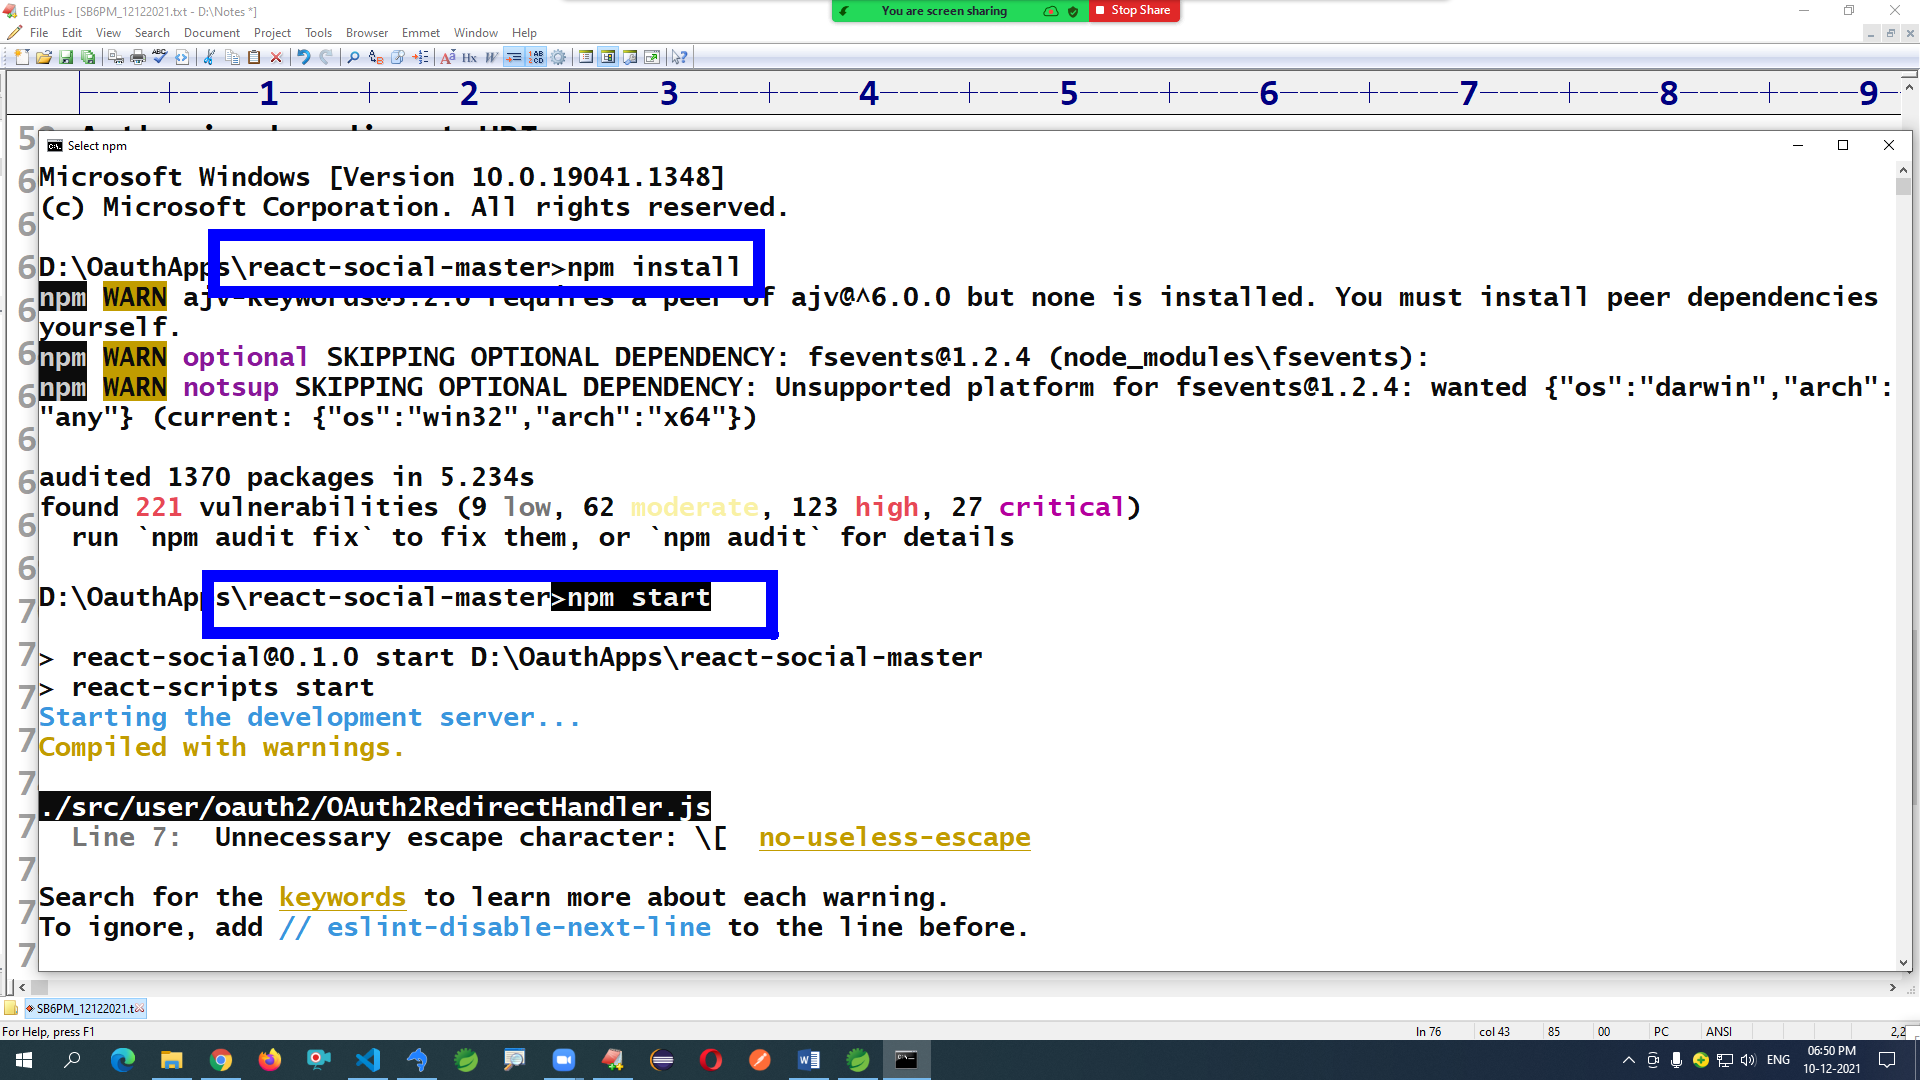 EditPlus - [SB6PM_12122021.txt - D:\Notes *]
You are screen sharing
Stop Share
File Edit View Search Document Project Tools Browser Emmet Window Help
1 2 3 4 5 6 7 8 9
Select npm
Microsoft Windows [Version 10.0.19041.1348]
(c) Microsoft Corporation. All rights reserved.
D:\OauthApps\react-social-master>npm install
npm WARN ajv-keywords@3.2.0 requires a peer of ajv@^6.0.0 but none is installed. You must install peer dependencies
yourself.
npm WARN optional SKIPPING OPTIONAL DEPENDENCY: fsevents@1.2.4 (node_modules\fsevents):
npm WARN notsup SKIPPING OPTIONAL DEPENDENCY: Unsupported platform for fsevents@1.2.4: wanted {"os":"darwin","arch":
"any"} (current: {"os":"win32","arch":"x64"})
audited 1370 packages in 5.234s
found 221 vulnerabilities (9 low, 62 moderate, 123 high, 27 critical)
run `npm audit fix` to fix them, or `npm audit` for details
D:\OauthApps\react-social-master>npm start
> react-social@0.1.0 start D:\OauthApps\react-social-master
> react-scripts start
Starting the development server...
Compiled with warnings.
./src/user/oauth2/OAuth2RedirectHandler.js
Line 7: Unnecessary escape character: \[ no-useless-escape
Search for the keywords to learn more about each warning.
To ignore, add // eslint-disable-next-line to the line before.
SB6PM_12122021.t
For Help, press F1
ln 76 col 43 85 00 PC ANSI 2,2
ENG
06:50 PM
10-12-2021